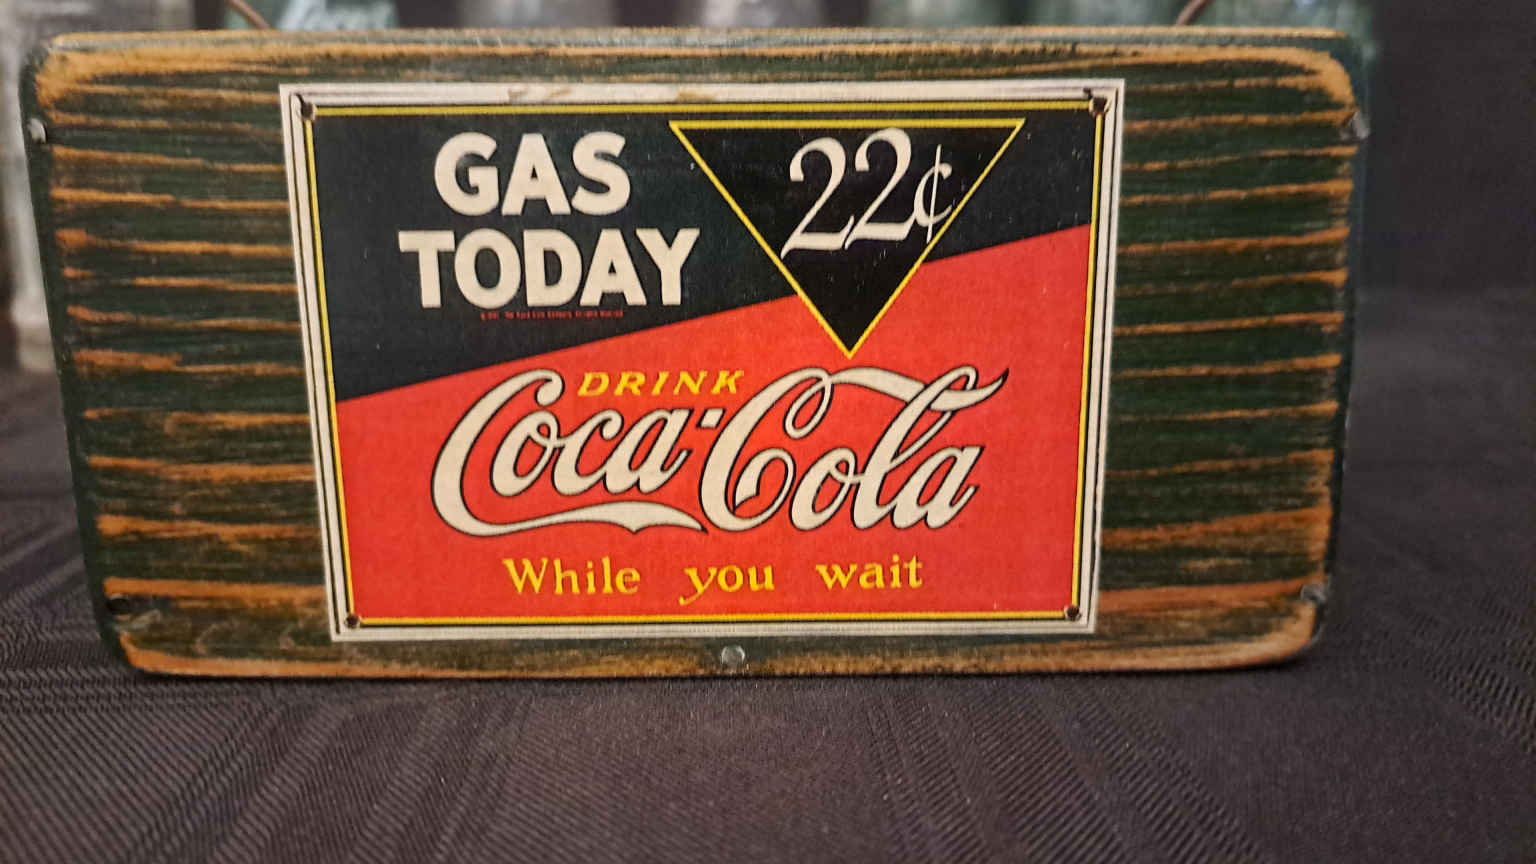 GAS
TODAY
22¢
DRINK
Coca-Cola
While you wait